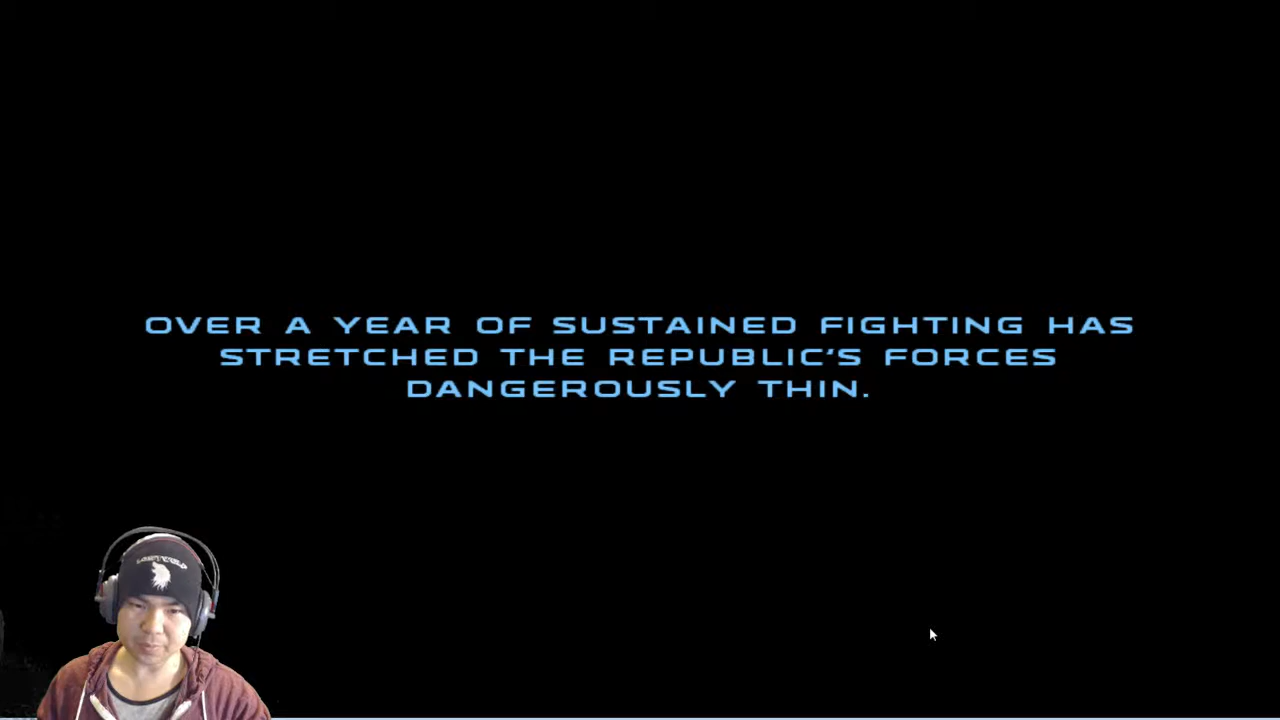 OVER A YEAR OF SUSTAINED FIGHTING HAS
STRETCHED THE REPUBLIC'S FORCES
DANGEROUSLY THIN.